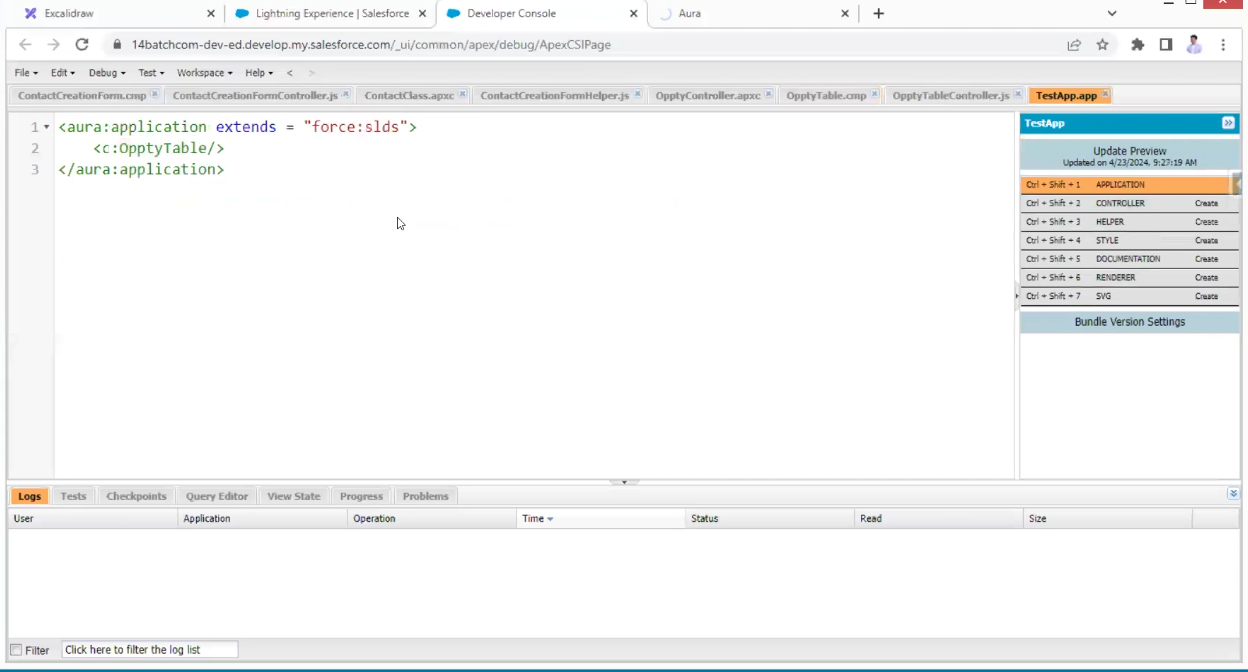 Excalidraw
Lightning Experience | Salesforce
Developer Console
Aura
14batchcom-dev-ed.develop.my.salesforce.com/_ui/common/apex/debug/ApexCSIPage
File Edit Debug Test Workspace Help < >
ContactCreationForm.cmp ContactCreationFormController.js ContactClass.apxc ContactCreationFormHelper.js OpptyController.apxc OpptyTable.cmp OpptyTableController.js TestApp.app
1 <aura:application extends = "force:slds">
2 <c:OpptyTable/>
3 </aura:application>
TestApp
Update Preview
Updated on 4/23/2024, 9:27:19 AM
Ctrl + Shift + 1 APPLICATION
Ctrl + Shift + 2 CONTROLLER Create
Ctrl + Shift + 3 HELPER Create
Ctrl + Shift + 4 STYLE Create
Ctrl + Shift + 5 DOCUMENTATION Create
Ctrl + Shift + 6 RENDERER Create
Ctrl + Shift + 7 SVG Create
Bundle Version Settings
Logs Tests Checkpoints Query Editor View State Progress Problems
User Application Operation Time Status Read Size
Filter Click here to filter the log list